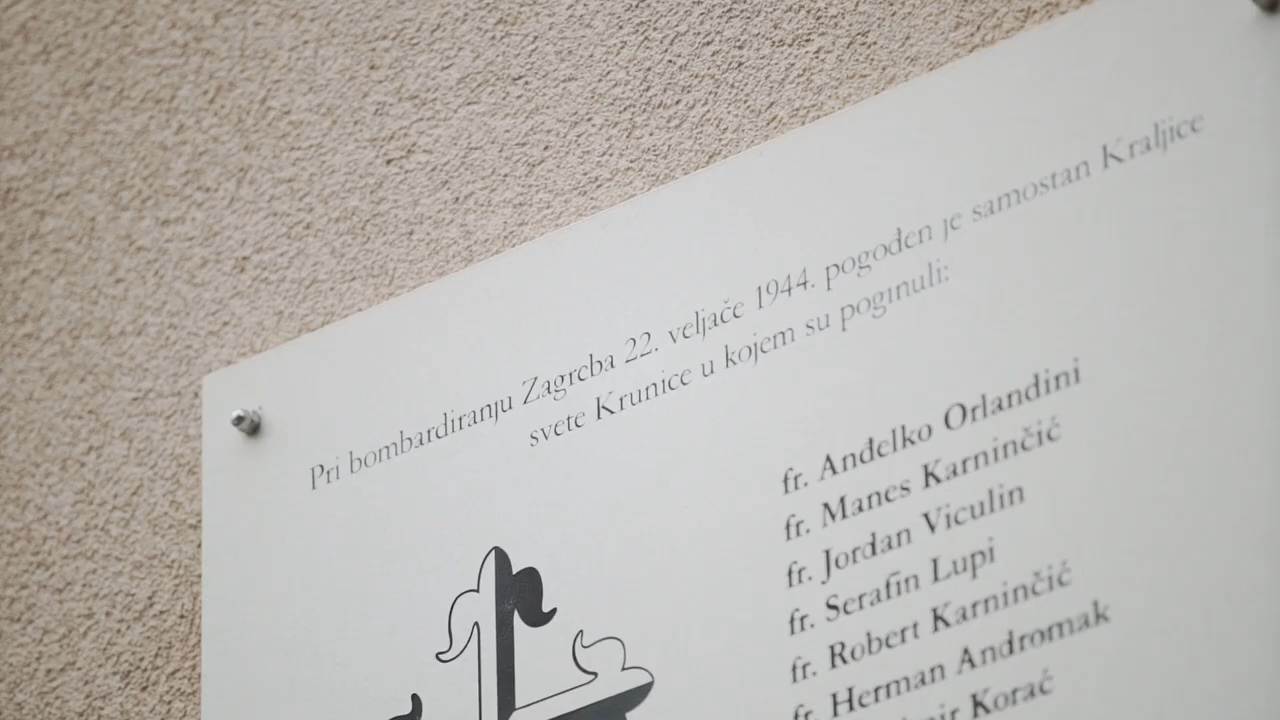 Pri bombardiranju Zagreba 22. veljače 1944. pogođen je samostan Kraljice
svete Krunice u kojem su poginuli:
fr. Anđelko Orlandini
fr. Manes Karninčić
fr. Jordan Viculin
fr. Serafin Lupi
fr. Robert Karninčić
fr. Herman Andromak
Korać